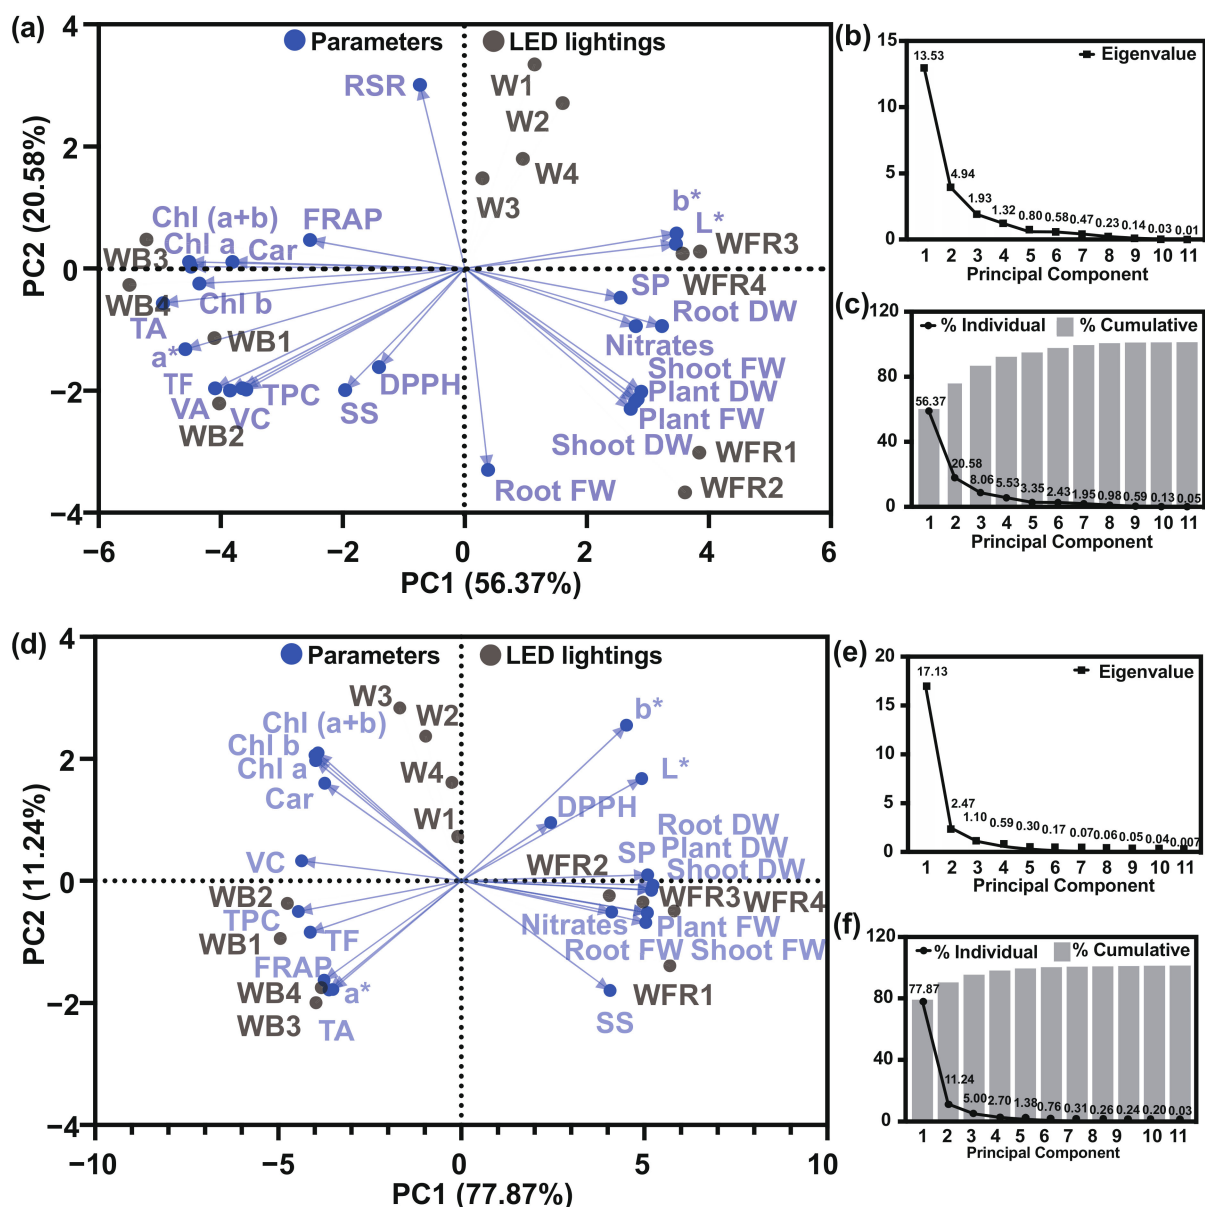 (a)
4
2
0
−2
−4
PC2 (20.58%)
Parameters
LED lightings
RSR
W1
W2
W4
W3
Chl (a+b)
FRAP
Chl a
Car
WB3
WB4
Chl b
TA
a*
WB1
TF
TPC
VA
VC
WB2
SS
DPPH
b*
L*
WFR3
WFR4
SP
Root DW
Nitrates
Shoot FW
Plant DW
Plant FW
Shoot DW
WFR1
WFR2
Root FW
−6
−4
−2
0
2
4
6
PC1 (56.37%)
(b)
15
10
5
0
Eigenvalue
13.53
4.94
1.93
1.32
0.80
0.58
0.47
0.23
0.14
0.03
0.01
1 2 3 4 5 6 7 8 9 10 11
Principal Component
(c)
120
80
40
0
% Individual
% Cumulative
56.37
20.58
8.06
5.53
3.35
2.43
1.95
0.98
0.59
0.13
0.05
1 2 3 4 5 6 7 8 9 10 11
Principal Component
(d)
4
2
0
−2
−4
PC2 (11.24%)
Parameters
LED lightings
W3
W2
Chl (a+b)
Chl b
Chl a
W4
Car
W1
VC
WB2
TPC
WB1
TF
FRAP
WB4
a*
WB3
TA
b*
L*
DPPH
Root DW
SP
Plant DW
WFR2
Shoot DW
WFR3
WFR4
Nitrates
Plant FW
Root FW
Shoot FW
WFR1
SS
−10
−5
0
5
10
PC1 (77.87%)
(e)
20
15
10
5
0
Eigenvalue
17.13
2.47
1.10
0.59
0.30
0.17
0.07
0.06
0.05
0.04
0.007
1 2 3 4 5 6 7 8 9 10 11
Principal Component
(f)
120
80
40
0
% Individual
% Cumulative
77.87
11.24
5.00
2.70
1.38
0.76
0.31
0.26
0.24
0.20
0.03
1 2 3 4 5 6 7 8 9 10 11
Principal Component